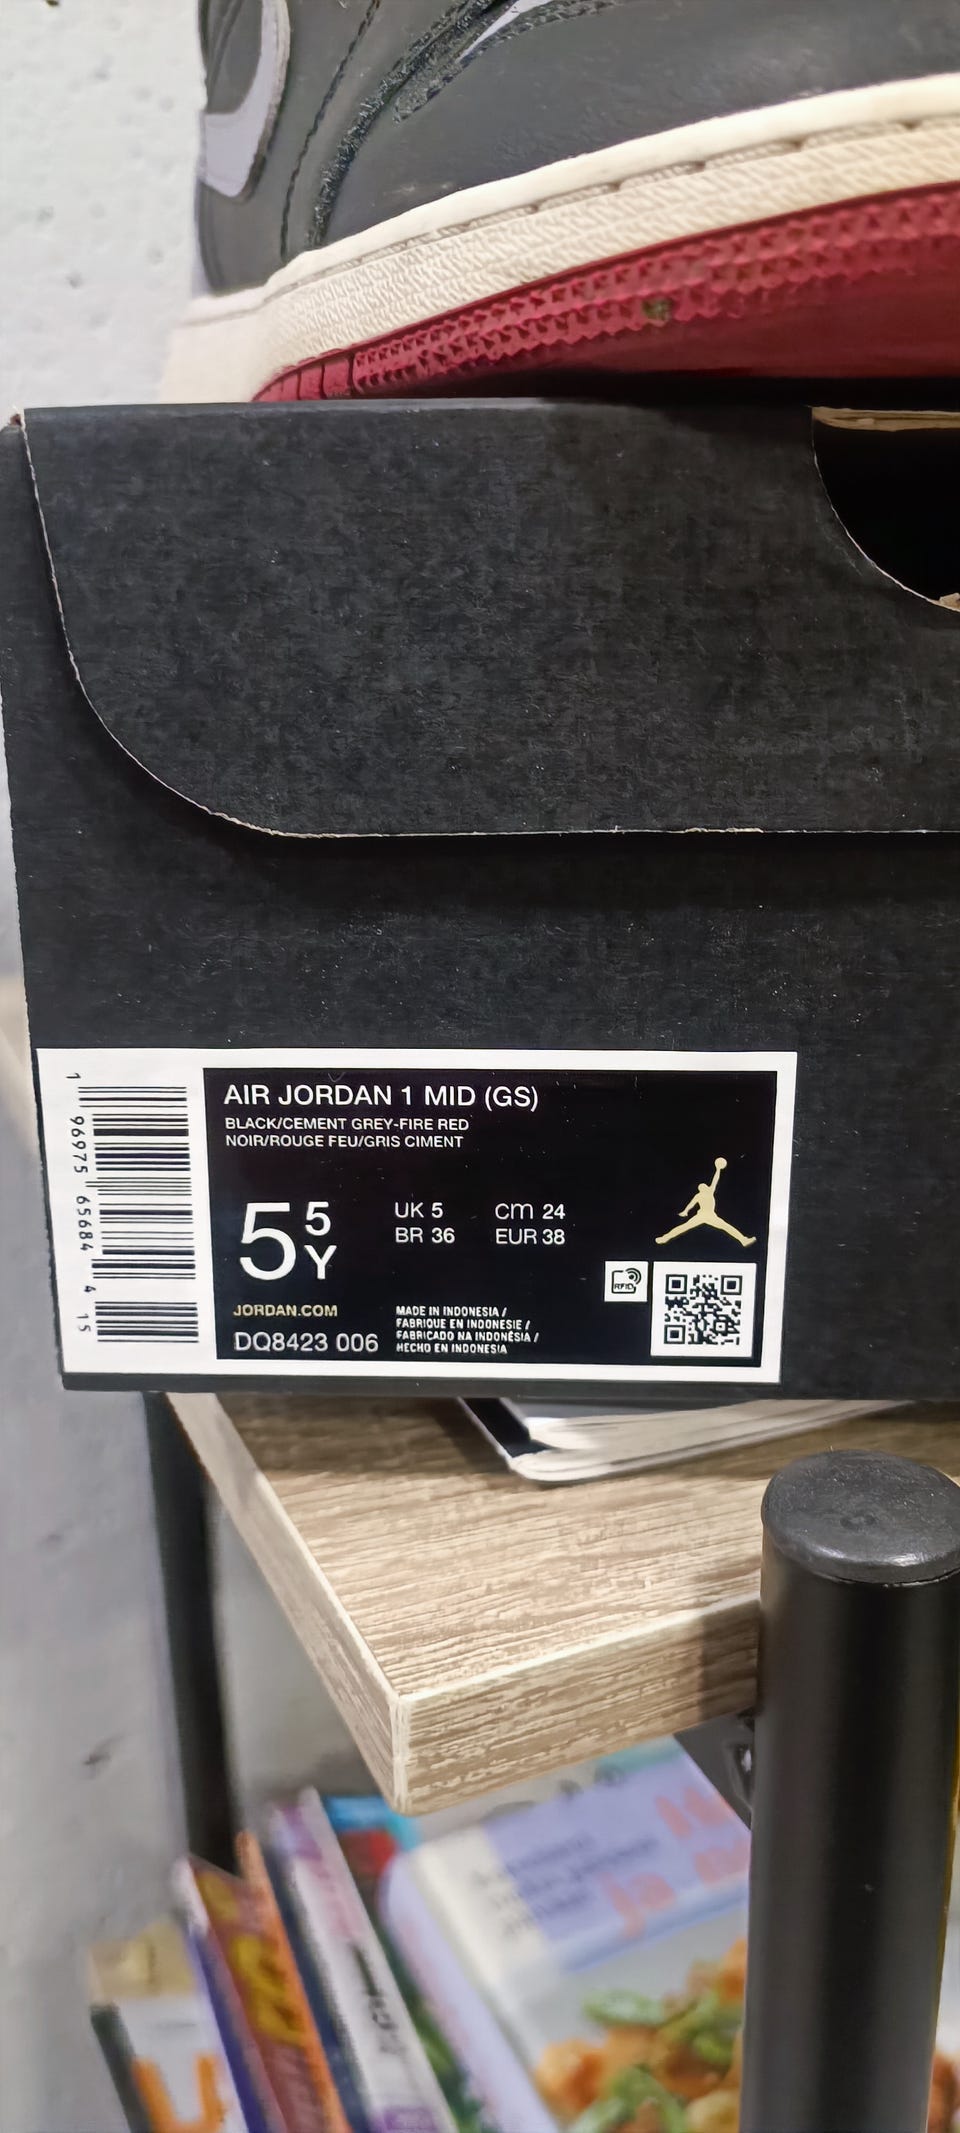 AIR JORDAN 1 MID (GS)
BLACK/CEMENT GREY-FIRE RED
NOIR/ROUGE FEU/GRIS CIMENT
5 5 Y
UK 5
BR 36
cm 24
EUR 38
RFID
JORDAN.COM
DQ8423 006
MADE IN INDONESIA /
FABRIQUE EN INDONESIE /
FABRICADO NA INDONÉSIA /
HECHO EN INDONESIA
1 96975 65684 4 15